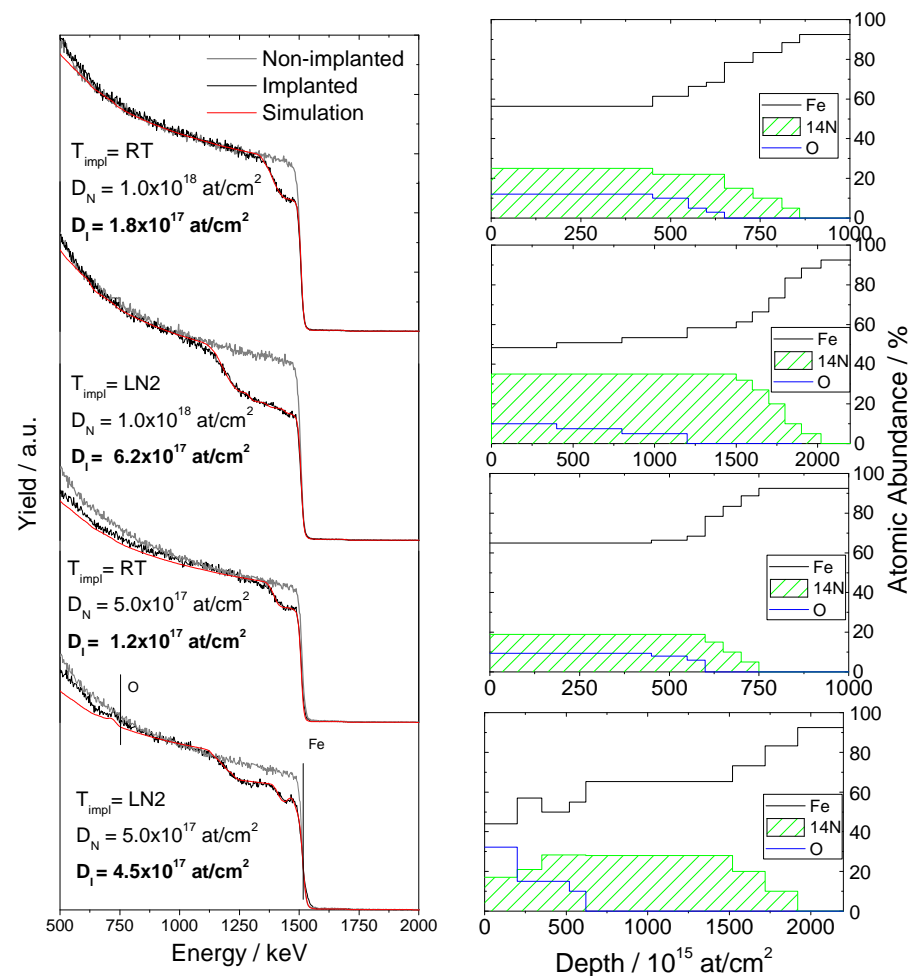 Non-implanted
Implanted
Simulation
T_impl= RT
D_N = 1.0x10^18 at/cm^2
D_I = 1.8x10^17 at/cm^2
T_impl= LN2
D_N = 1.0x10^18 at/cm^2
D_I = 6.2x10^17 at/cm^2
T_impl= RT
D_N = 5.0x10^17 at/cm^2
D_I = 1.2x10^17 at/cm^2
O
Fe
T_impl= LN2
D_N = 5.0x10^17 at/cm^2
D_I = 4.5x10^17 at/cm^2
500 750 1000 1250 1500 1750 2000
Energy / keV
Yield / a.u.
100
80
60
40
20
0
Fe
14N
O
0 250 500 750 1000
100
80
60
40
20
0
Fe
14N
O
0 500 1000 1500 2000
100
80
60
40
20
0
Fe
14N
O
0 250 500 750 1000
100
80
60
40
20
0
Fe
14N
O
0 500 1000 1500 2000
Depth / 10^15 at/cm^2
Atomic Abundance / %